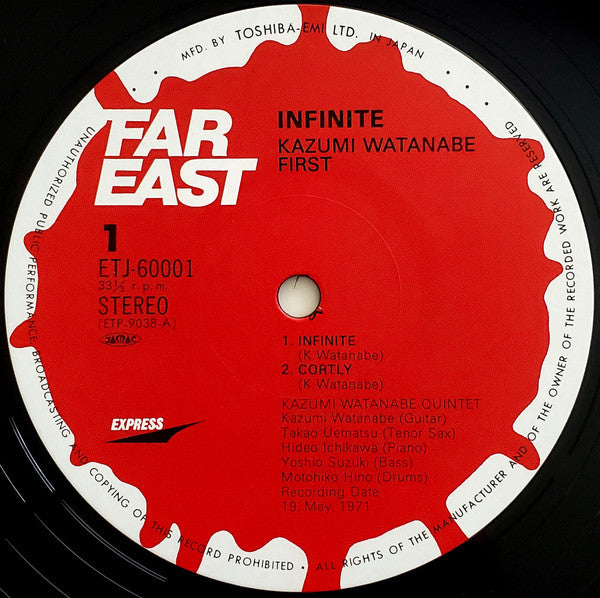 MFD. BY TOSHIBA-EMI LTD. IN JAPAN
FAR
EAST
INFINITE
KAZUMI WATANABE
FIRST
1
ETJ-60001
33⅓ r.p.m.
STEREO
(ETP-9038-A)
JASRAC
1. INFINITE
(K.Watanabe)
2. CORTLY
(K.Watanabe)
EXPRESS
KAZUMI WATANABE QUINTET
Kazumi Watanabe (Guitar)
Takao Uematsu (Tenor Sax)
Hideo Ichikawa (Piano)
Yoshio Suzuki (Bass)
Motohiko Hino (Drums)
Recording Date
19. May. 1971
UNAUTHORIZED PUBLIC PERFORMANCE BROADCASTING AND COPYING OF THIS RECORD PROHIBITED • ALL RIGHTS OF THE MANUFACTURER AND OF THE OWNER OF THE RECORDED WORK ARE RESERVED